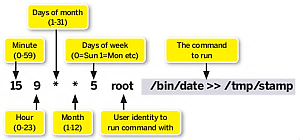 Days of month
(1-31)
Minute
(0-59)
Days of week
(0=Sun 1=Mon etc)
The command
to run
15 9 * * 5 root /bin/date >> /tmp/stamp
Hour
(0-23)
Month
(1-12)
User identity to
run command with